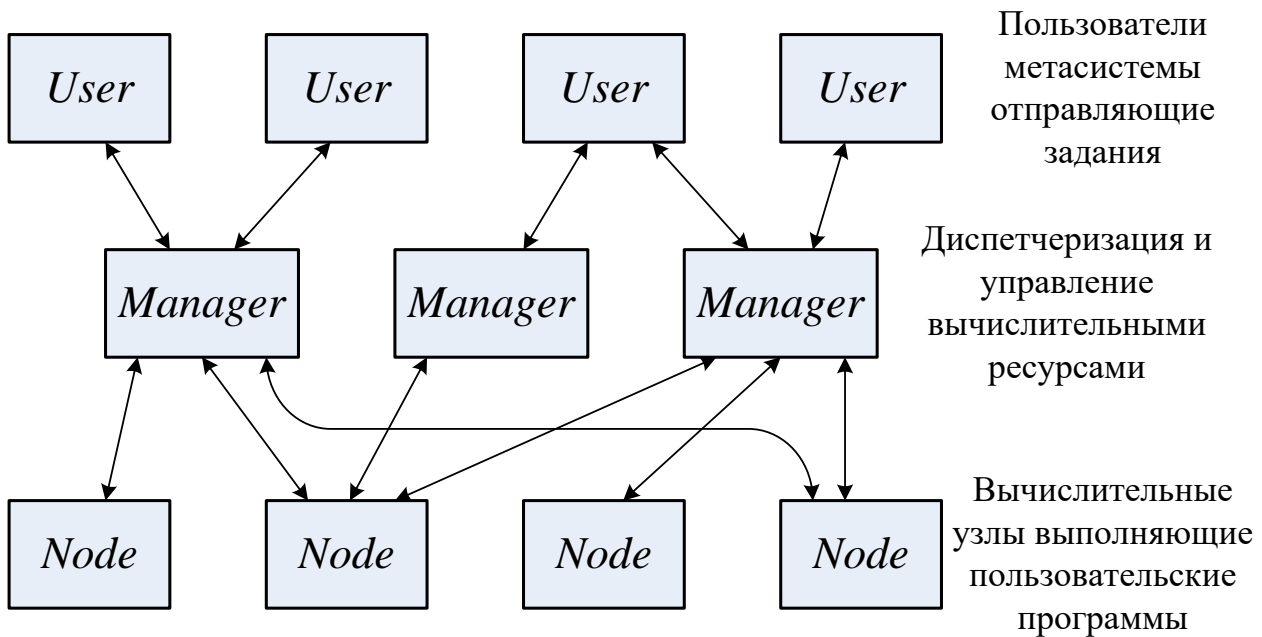 User User User User
Пользователи
метасистемы
отправляющие
задания
Manager Manager Manager
Диспетчеризация и
управление
вычислительными
ресурсами
Node Node Node Node
Вычислительные
узлы выполняющие
пользовательские
программы